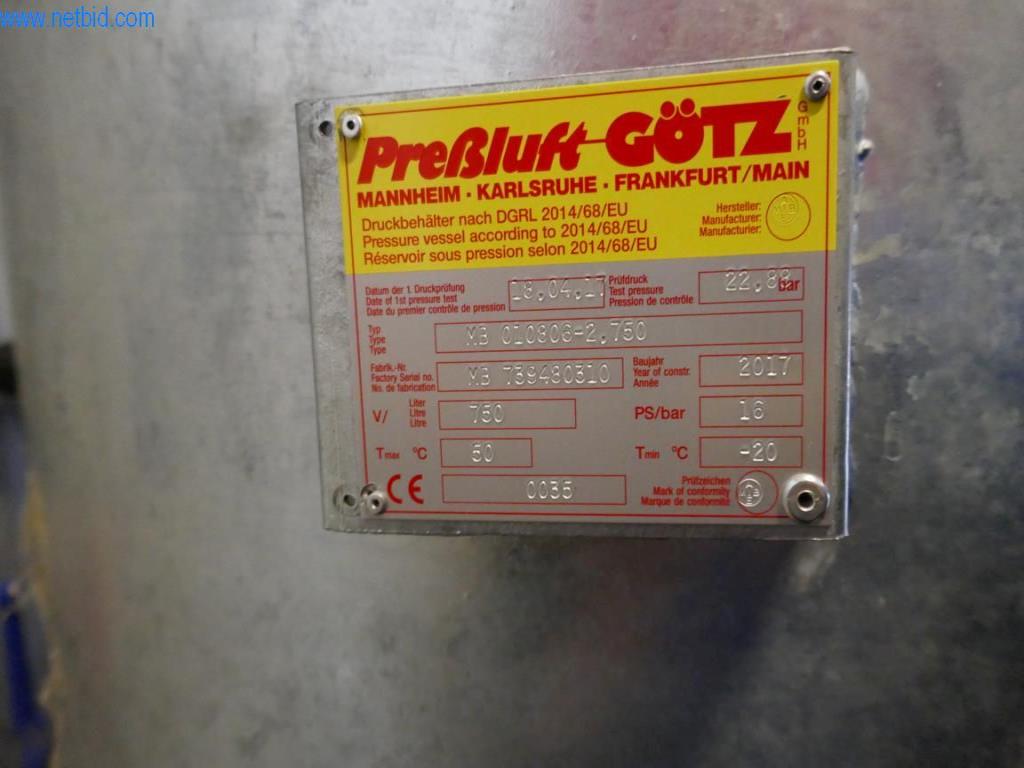 www.netbid.com
Preßluft GÖTZ GmbH
MANNHEIM · KARLSRUHE · FRANKFURT/MAIN
Druckbehälter nach DGRL 2014/68/EU
Pressure vessel according to 2014/68/EU
Réservoir sous pression selon 2014/68/EU
Hersteller:
Manufacturer:
Manufacturier:
Datum der 1. Druckprüfung
Date of 1st pressure test
Date du premier contrôle de pression
18.04.17
Prüfdruck
Test pressure
Pression de contrôle
22,88 bar
Typ
Type
Type
MB 010806-2,750
Fabrik.-Nr.
Factory Serial no.
No. de fabrication
MB 739480310
Baujahr
Year of constr.
Année
2017
V/
Liter
Litre
Litre
750
PS/bar
16
Tmax °C
50
Tmin °C
-20
CE
0035
Prüfzeichen
Mark of conformity
Marque de conformité